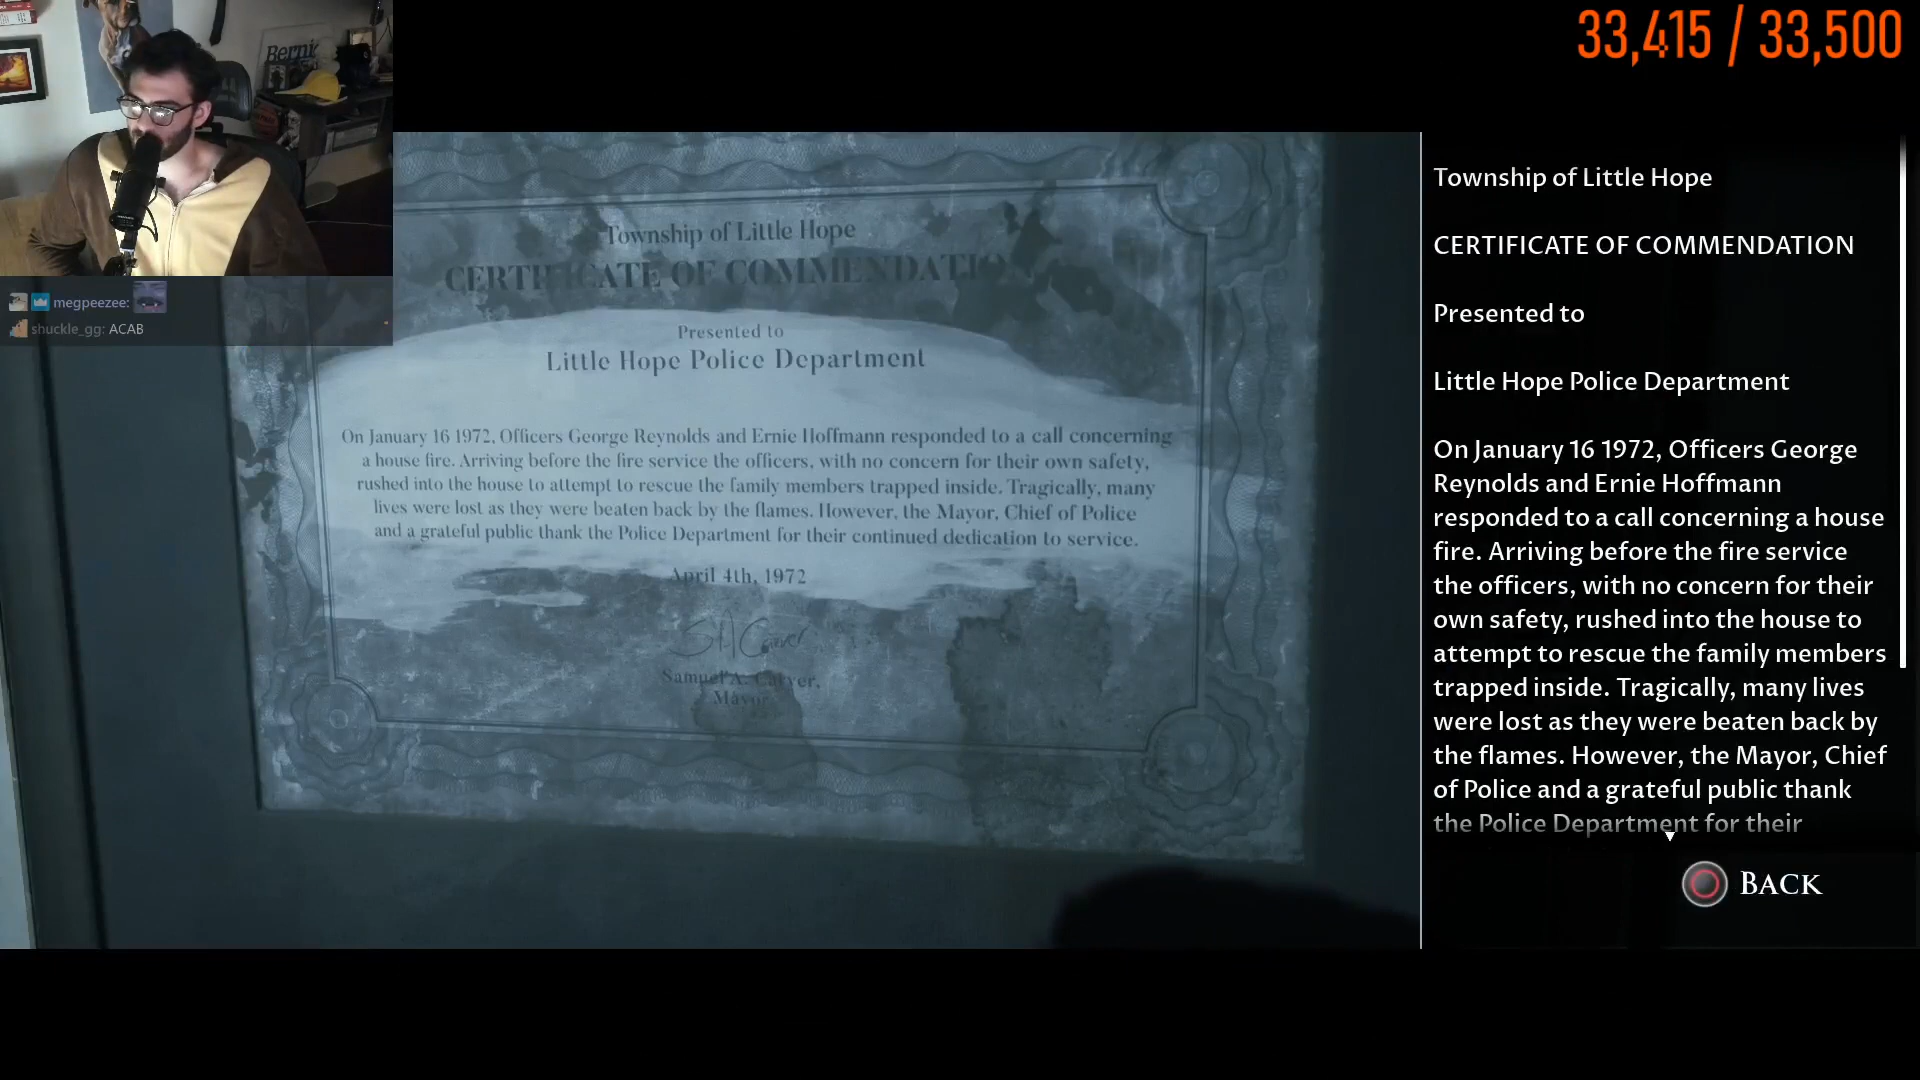 33,415 / 33,500
Bernie
megpeezee:
shuckle_gg: ACAB
Township of Little Hope
CERTIFICATE OF COMMENDATION
Presented to
Little Hope Police Department
On January 16 1972, Officers George Reynolds and Ernie Hoffmann responded to a call concerning
a house fire. Arriving before the fire service the officers, with no concern for their own safety,
rushed into the house to attempt to rescue the family members trapped inside. Tragically, many
lives were lost as they were beaten back by the flames. However, the Mayor, Chief of Police
and a grateful public thank the Police Department for their continued dedication to service.
April 4th, 1972
Samuel A. Carver,
Mayor
Township of Little Hope
CERTIFICATE OF COMMENDATION
Presented to
Little Hope Police Department
On January 16 1972, Officers George
Reynolds and Ernie Hoffmann
responded to a call concerning a house
fire. Arriving before the fire service
the officers, with no concern for their
own safety, rushed into the house to
attempt to rescue the family members
trapped inside. Tragically, many lives
were lost as they were beaten back by
the flames. However, the Mayor, Chief
of Police and a grateful public thank
the Police Department for their
BACK